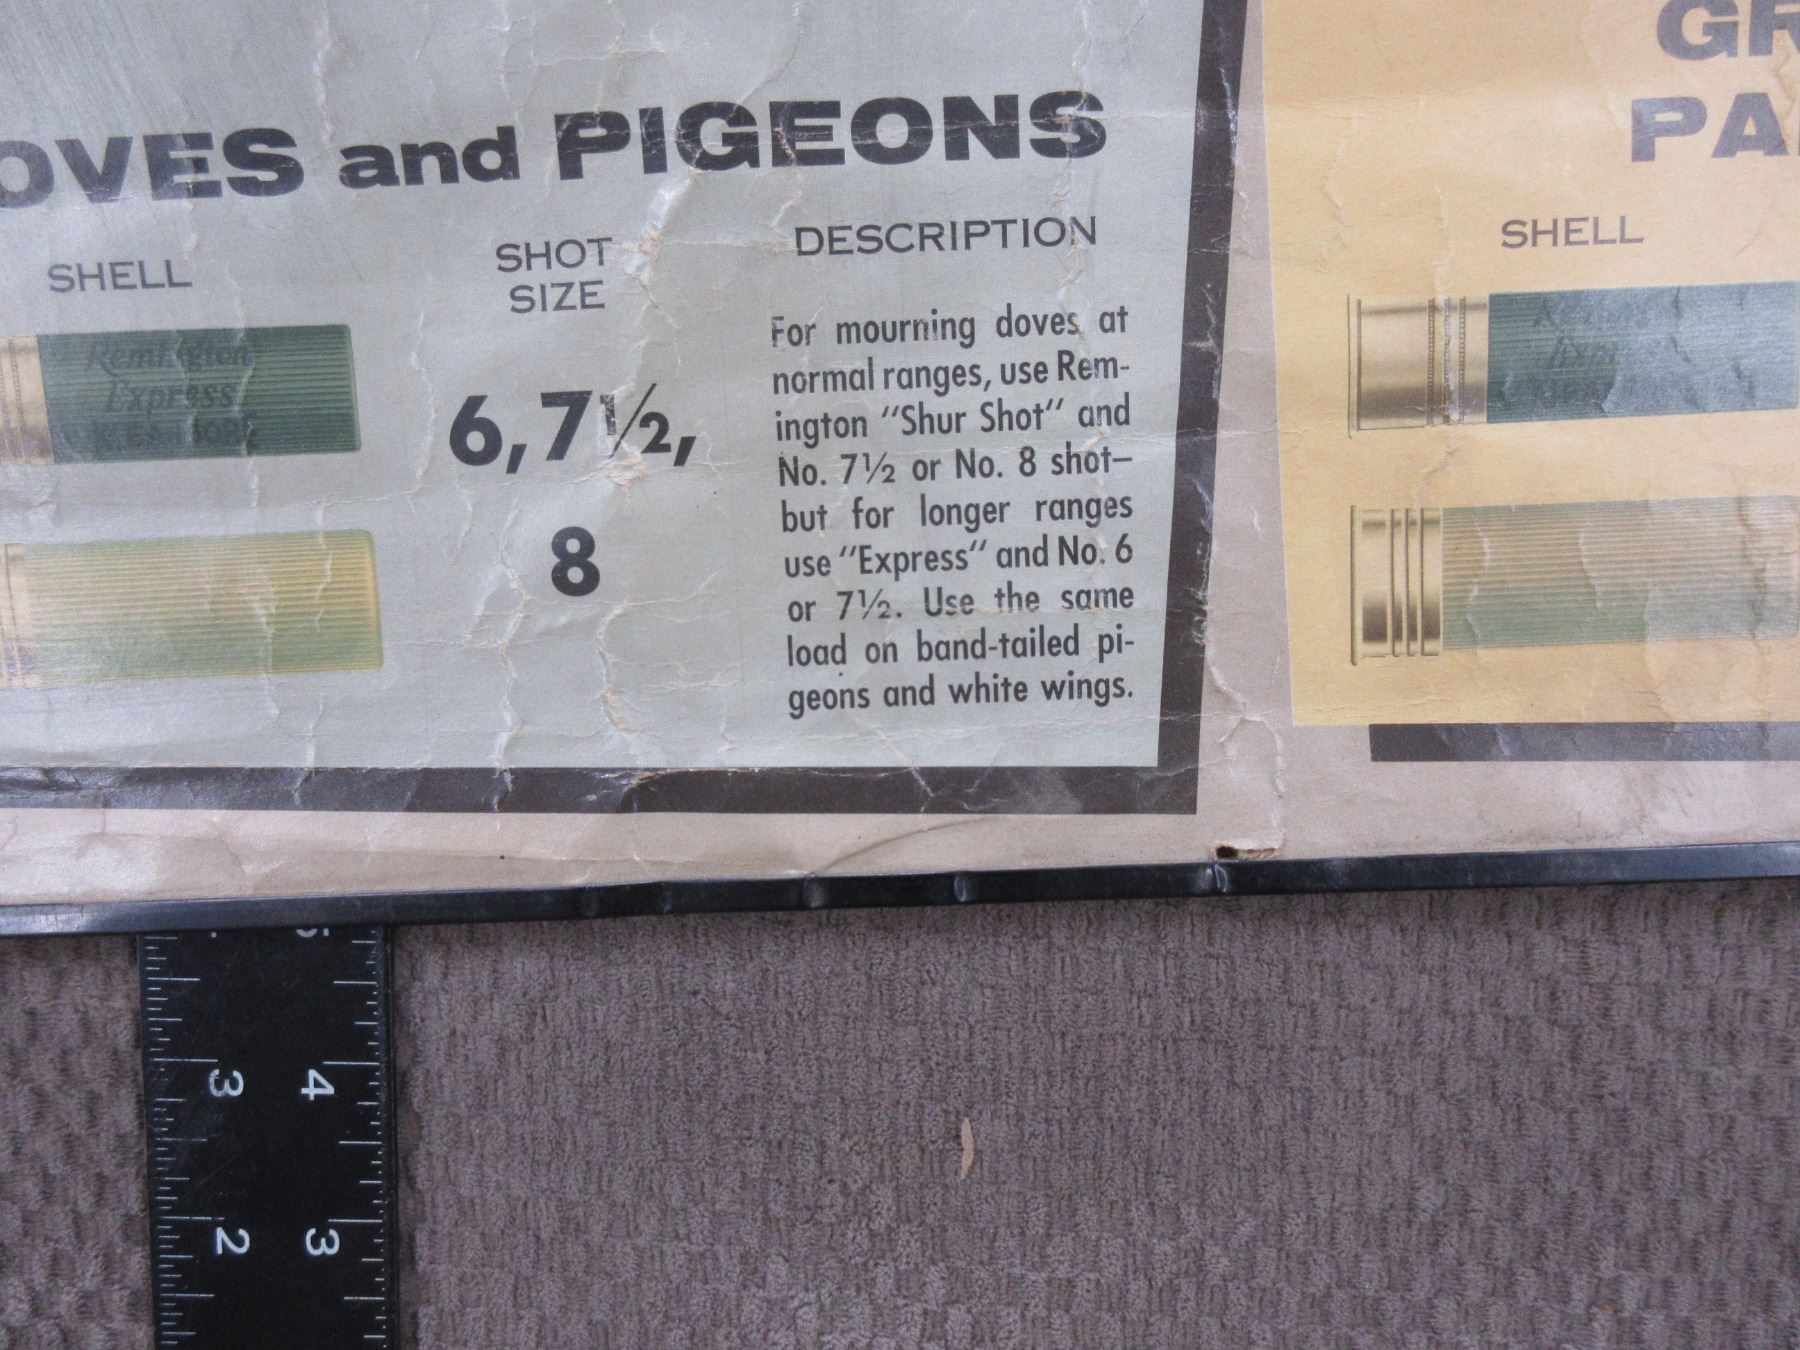 OVES and PIGEONS
SHELL
SHOT
SIZE
DESCRIPTION
Remington
Express
6, 7½,
8
For mourning doves at
normal ranges, use Rem-
ington "Shur Shot" and
No. 7½ or No. 8 shot–
but for longer ranges
use "Express" and No. 6
or 7½. Use the same
load on band-tailed pi-
geons and white wings.
GR
PA
SHELL
5
3 4
2 3